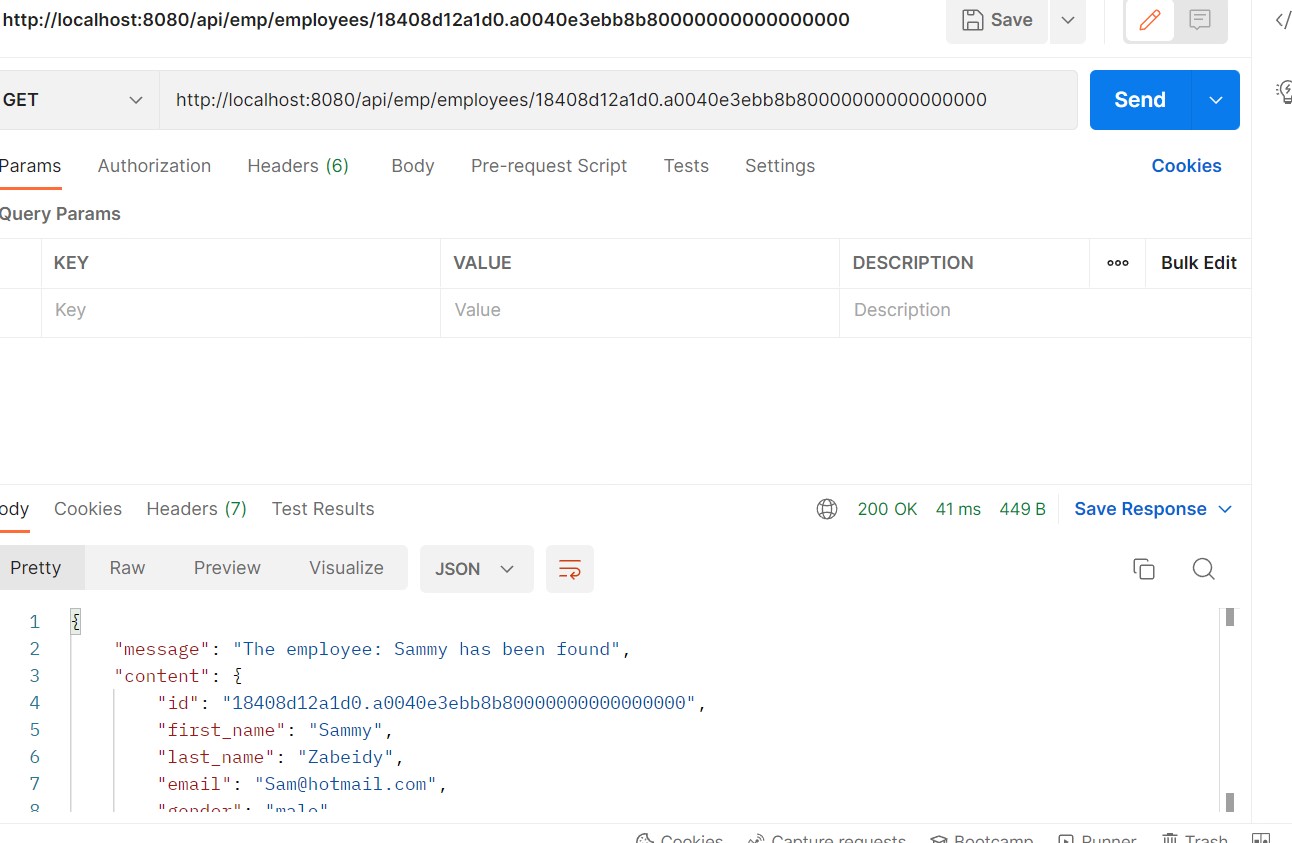 http://localhost:8080/api/emp/employees/18408d12a1d0.a0040e3ebb8b80000000000000000 Save
GET http://localhost:8080/api/emp/employees/18408d12a1d0.a0040e3ebb8b80000000000000000 Send
Params Authorization Headers (6) Body Pre-request Script Tests Settings Cookies
Query Params
KEY VALUE DESCRIPTION ooo Bulk Edit
Key Value Description
ody Cookies Headers (7) Test Results 200 OK 41 ms 449 B Save Response
Pretty Raw Preview Visualize JSON
1 {
2 "message": "The employee: Sammy has been found",
3 "content": {
4 "id": "18408d12a1d0.a0040e3ebb8b80000000000000000",
5 "first_name": "Sammy",
6 "last_name": "Zabeidy",
7 "email": "Sam@hotmail.com",
8 "gender": "male"
Cookies Capture requests Bootcamp Runner Trash